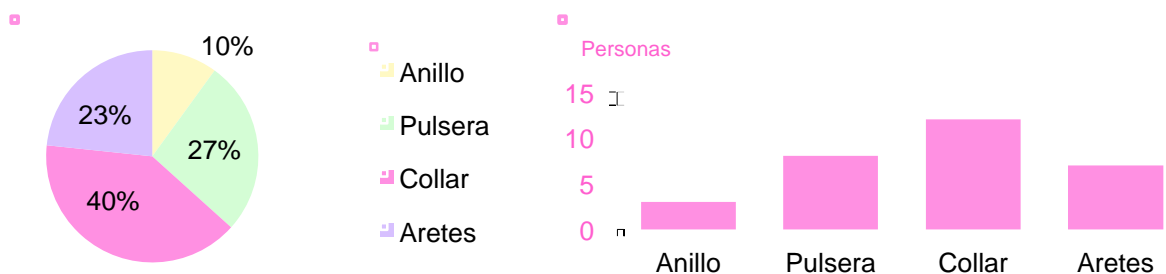 10%
23%
27%
40%
Anillo
Pulsera
Collar
Aretes
Personas
15
10
5
0
Anillo Pulsera Collar Aretes